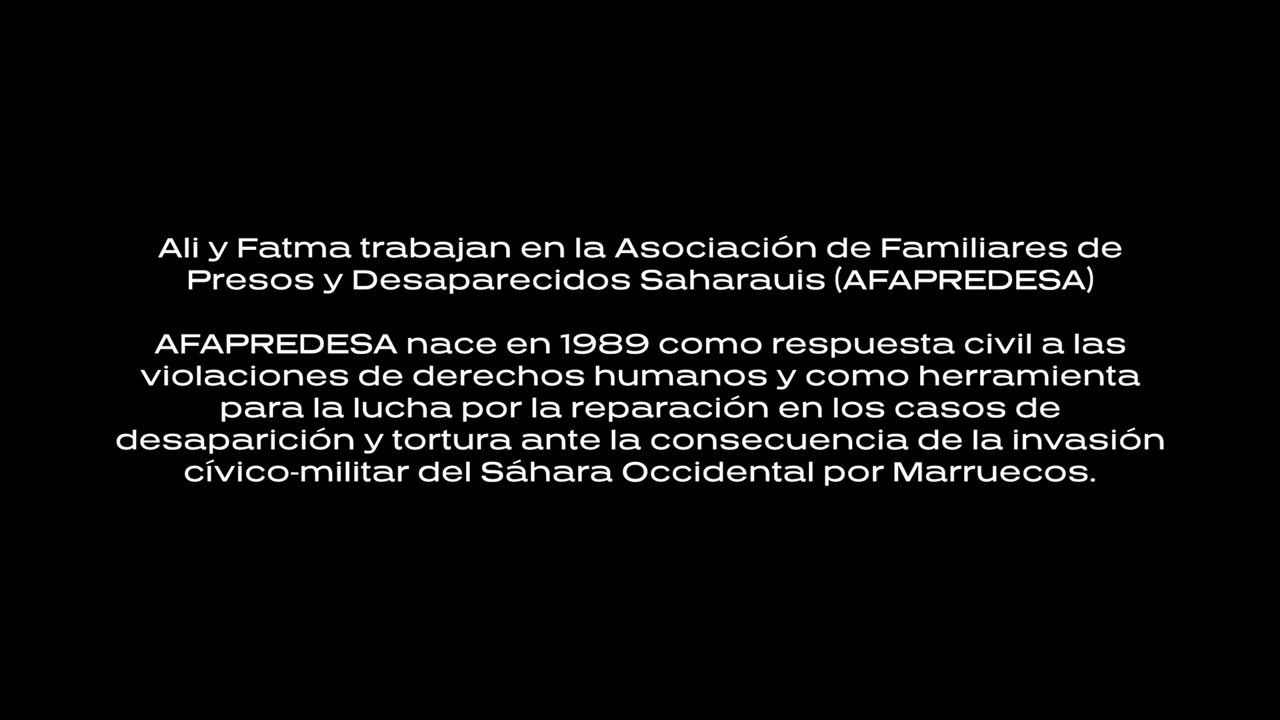 Ali y Fatma trabajan en la Asociación de Familiares de
Presos y Desaparecidos Saharauis (AFAPREDESA)
AFAPREDESA nace en 1989 como respuesta civil a las
violaciones de derechos humanos y como herramienta
para la lucha por la reparación en los casos de
desaparición y tortura ante la consecuencia de la invasión
cívico-militar del Sáhara Occidental por Marruecos.